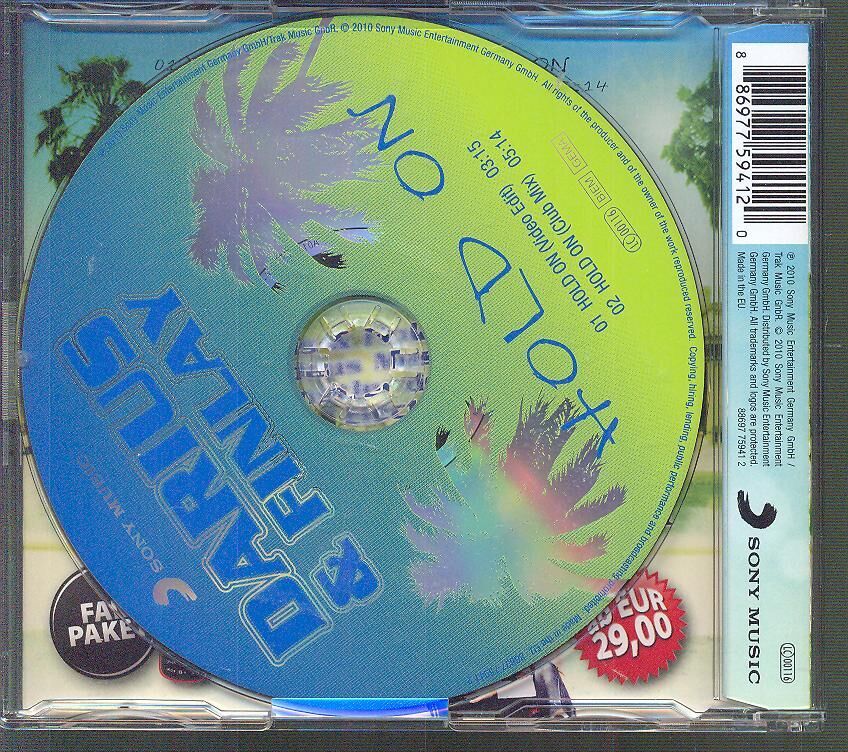 HOLD ON
01 HOLD ON (Video Edit) 03:15
02 HOLD ON (Club Mix) 05:14
LC 00116 BIEM GEMA
DARIUS
& FINLAY
SONY MUSIC
Sony Music Entertainment Germany GmbH/Trak Music GnbR. © 2010 Sony Music Entertainment Germany GmbH All rights of the producer and of the owner of the work reproduced reserved. Copying, hiring, lending, public performance and broadcasting prohibited. Made in the EU.
ON
14
EUR
29,00
8 86977 59412 0
℗ 2010 Sony Music Entertainment Germany GmbH /
Trak Music GnbR © 2010 Sony Music Entertainment
Germany GmbH. Distributed by Sony Music Entertainment
Germany GmbH. All trademarks and logos are protected.
Made in the EU. 88697 75941 2
SONY MUSIC
LC 00116